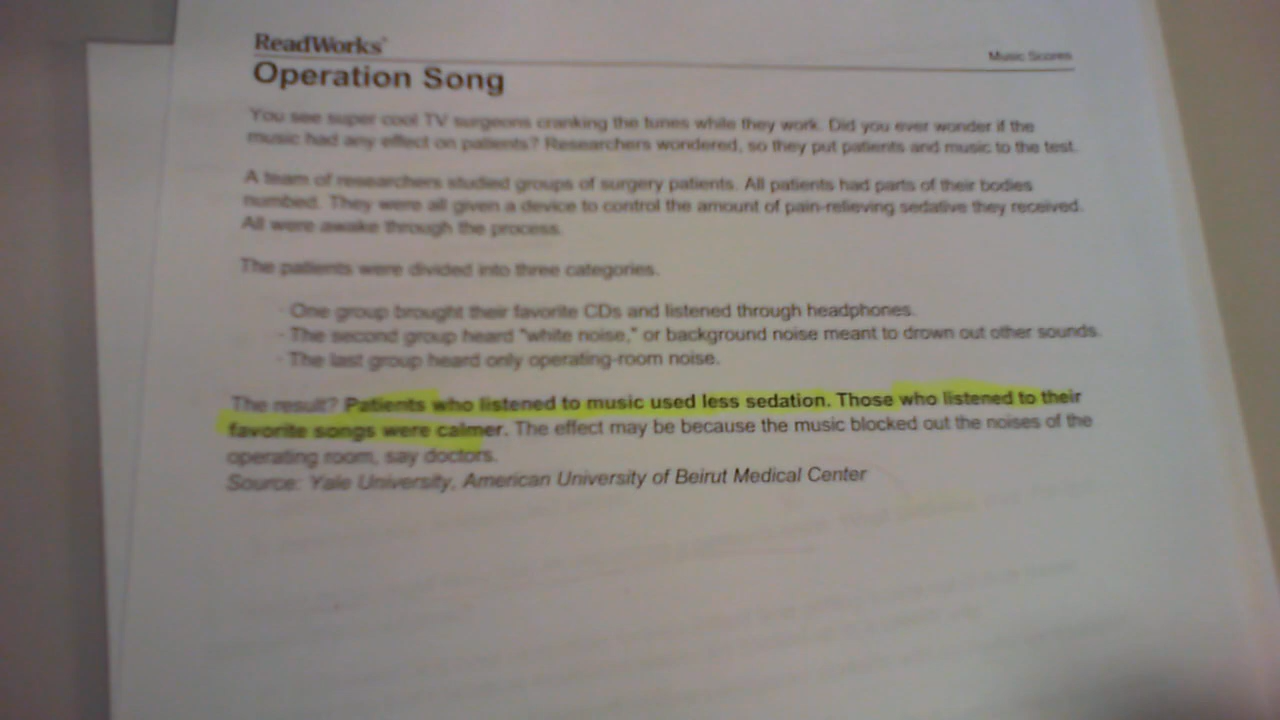 ReadWorks®
Music Scores
Operation Song
You see super cool TV surgeons cranking the tunes while they work. Did you ever wonder if the
music had any effect on patients? Researchers wondered, so they put patients and music to the test.
A team of researchers studied groups of surgery patients. All patients had parts of their bodies
numbed. They were all given a device to control the amount of pain-relieving sedative they received.
All were awake through the process.
The patients were divided into three categories.
· One group brought their favorite CDs and listened through headphones.
· The second group heard "white noise," or background noise meant to drown out other sounds.
· The last group heard only operating-room noise.
The result? Patients who listened to music used less sedation. Those who listened to their
favorite songs were calmer. The effect may be because the music blocked out the noises of the
operating room, say doctors.
Source: Yale University, American University of Beirut Medical Center